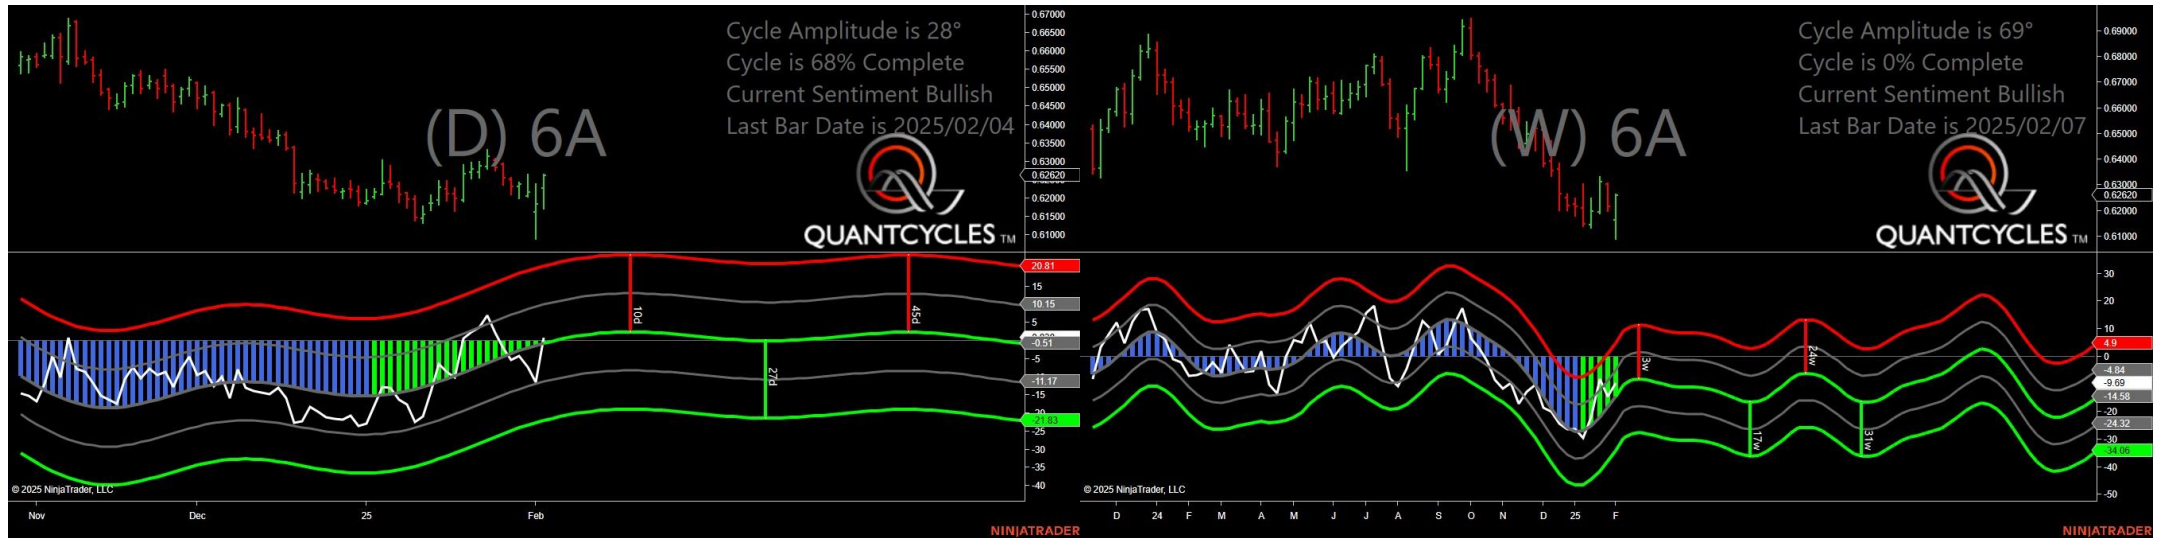 Cycle Amplitude is 28°
Cycle is 68% Complete
Current Sentiment Bullish
Last Bar Date is 2025/02/04
(D) 6A
QUANTCYCLES TM
0.67000
0.66500
0.66000
0.65500
0.65000
0.64500
0.64000
0.63500
0.63000
0.62620
0.62000
0.61500
0.61000
20.81
15
10.15
5
-0.51
-5
-11.17
-15
-21.83
-25
-30
-35
-40
10d
27d
45d
© 2025 NinjaTrader, LLC
Nov Dec 25 Feb
NINJATRADER
Cycle Amplitude is 69°
Cycle is 0% Complete
Current Sentiment Bullish
Last Bar Date is 2025/02/07
(W) 6A
QUANTCYCLES TM
0.69000
0.68000
0.67000
0.66000
0.65000
0.64000
0.63000
0.62620
0.62000
0.61000
30
20
10
4.9
0
-4.84
-9.69
-14.58
-20
-24.32
-30
-34.06
-40
-50
3w
17w
24w
31w
© 2025 NinjaTrader, LLC
D 24 F M A M J J A S O N D 25 F
NINJATRADER